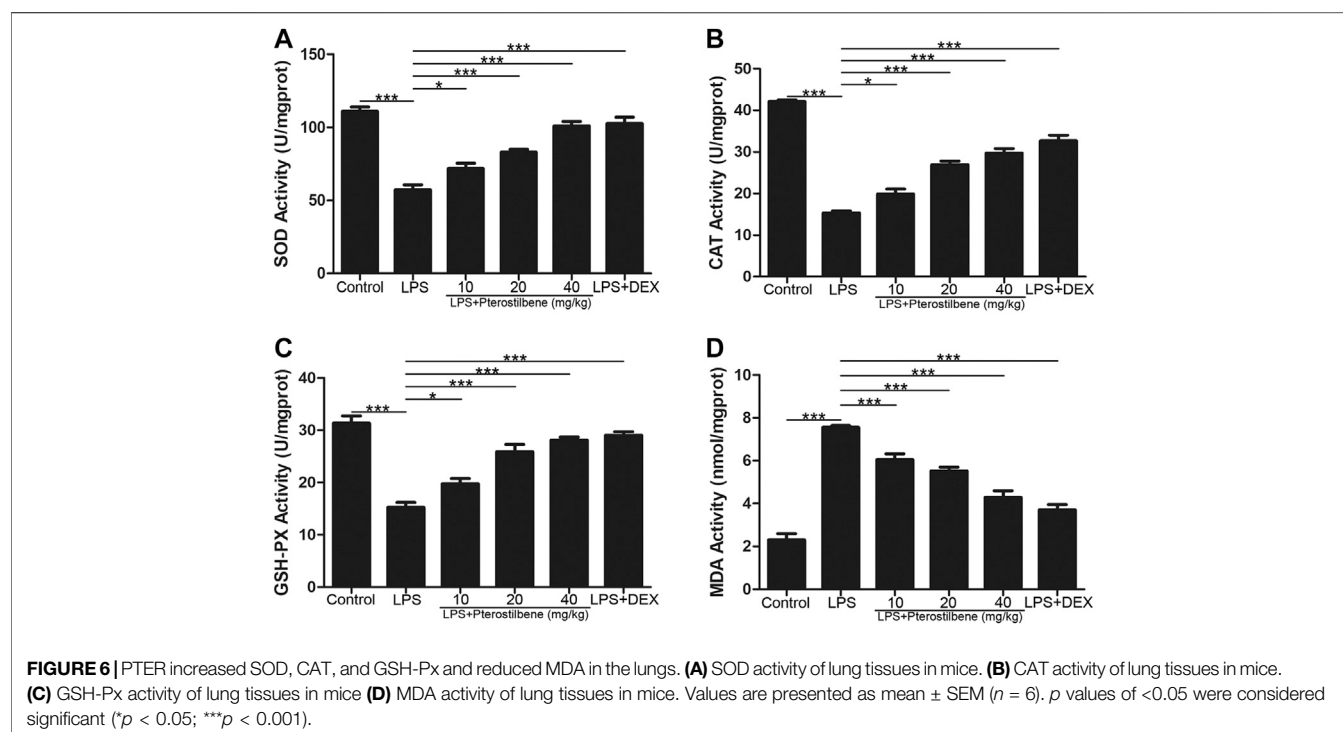 A
***
***
***
*
***
SOD Activity (U/mgprot)
150
100
50
0
Control LPS 10 20 40 LPS+DEX
LPS+Pterostilbene (mg/kg)
B
***
***
***
*
***
CAT Activity (U/mgprot)
50
40
30
20
10
0
Control LPS 10 20 40 LPS+DEX
LPS+Pterostilbene (mg/kg)
C
***
***
***
*
***
GSH-PX Activity (U/mgprot)
40
30
20
10
0
Control LPS 10 20 40 LPS+DEX
LPS+Pterostilbene (mg/kg)
D
***
***
***
***
***
MDA Activity (nmol/mgprot)
10
8
6
4
2
0
Control LPS 10 20 40 LPS+DEX
LPS+Pterostilbene (mg/kg)
FIGURE 6 | PTER increased SOD, CAT, and GSH-Px and reduced MDA in the lungs. (A) SOD activity of lung tissues in mice. (B) CAT activity of lung tissues in mice.
(C) GSH-Px activity of lung tissues in mice (D) MDA activity of lung tissues in mice. Values are presented as mean ± SEM (n = 6). p values of <0.05 were considered
significant (*p < 0.05; ***p < 0.001).